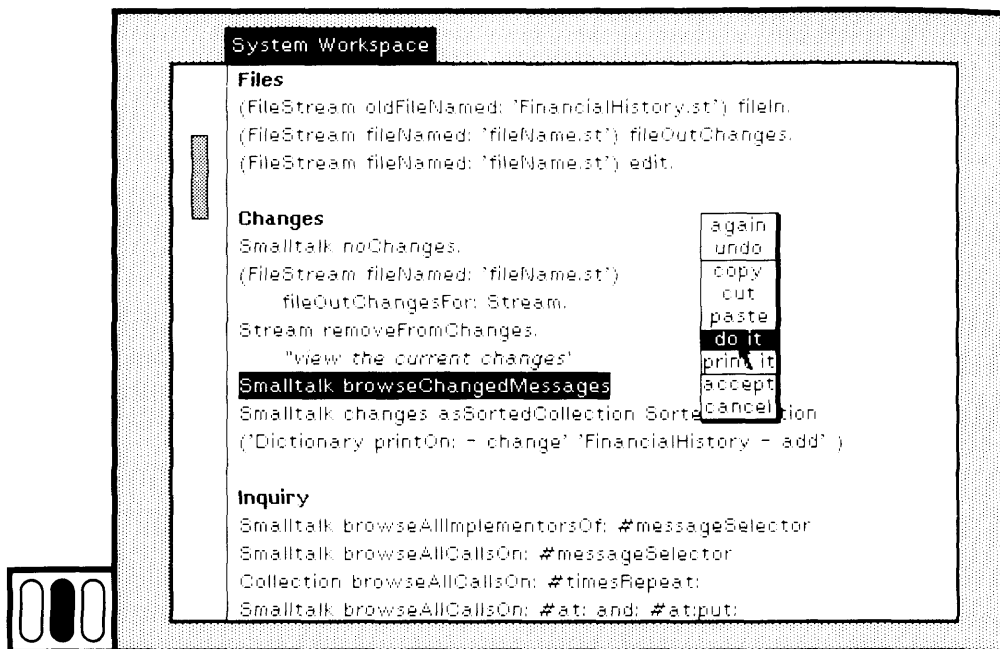 System Workspace
Files
(FileStream oldFileNamed: 'FinancialHistory.st') fileIn.
(FileStream fileNamed: 'fileName.st') fileOutChanges.
(FileStream fileNamed: 'fileName.st') edit.
Changes
Smalltalk noChanges.
(FileStream fileNamed: 'fileName.st')
fileOutChangesFor: Stream.
Stream removeFromChanges.
"view the current changes"
Smalltalk browseChangedMessages
Smalltalk changes asSortedCollection
('Dictionary printOn: - change' 'FinancialHistory - add' )
Inquiry
Smalltalk browseAllImplementorsOf: #messageSelector
Smalltalk browseAllCallsOn: #messageSelector
Collection browseAllCallsOn: #timesRepeat:
Smalltalk browseAllCallsOn: #at: and: #at:put:
again
undo
copy
cut
paste
do it
print it
accept
cancel